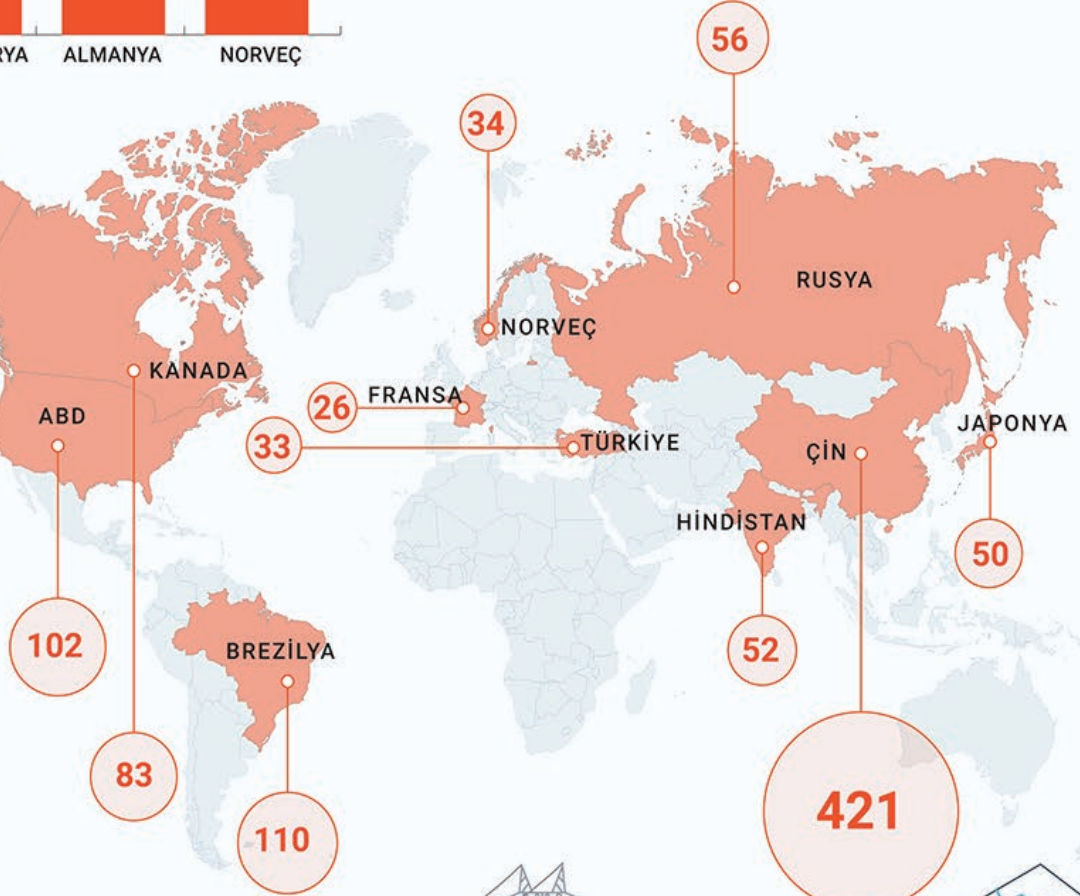 RYA ALMANYA NORVEÇ
56
34
RUSYA
NORVEÇ
KANADA
FRANSA
26
ABD
33
TÜRKİYE
JAPONYA
ÇİN
HİNDİSTAN
50
102
BREZİLYA
52
83
110
421